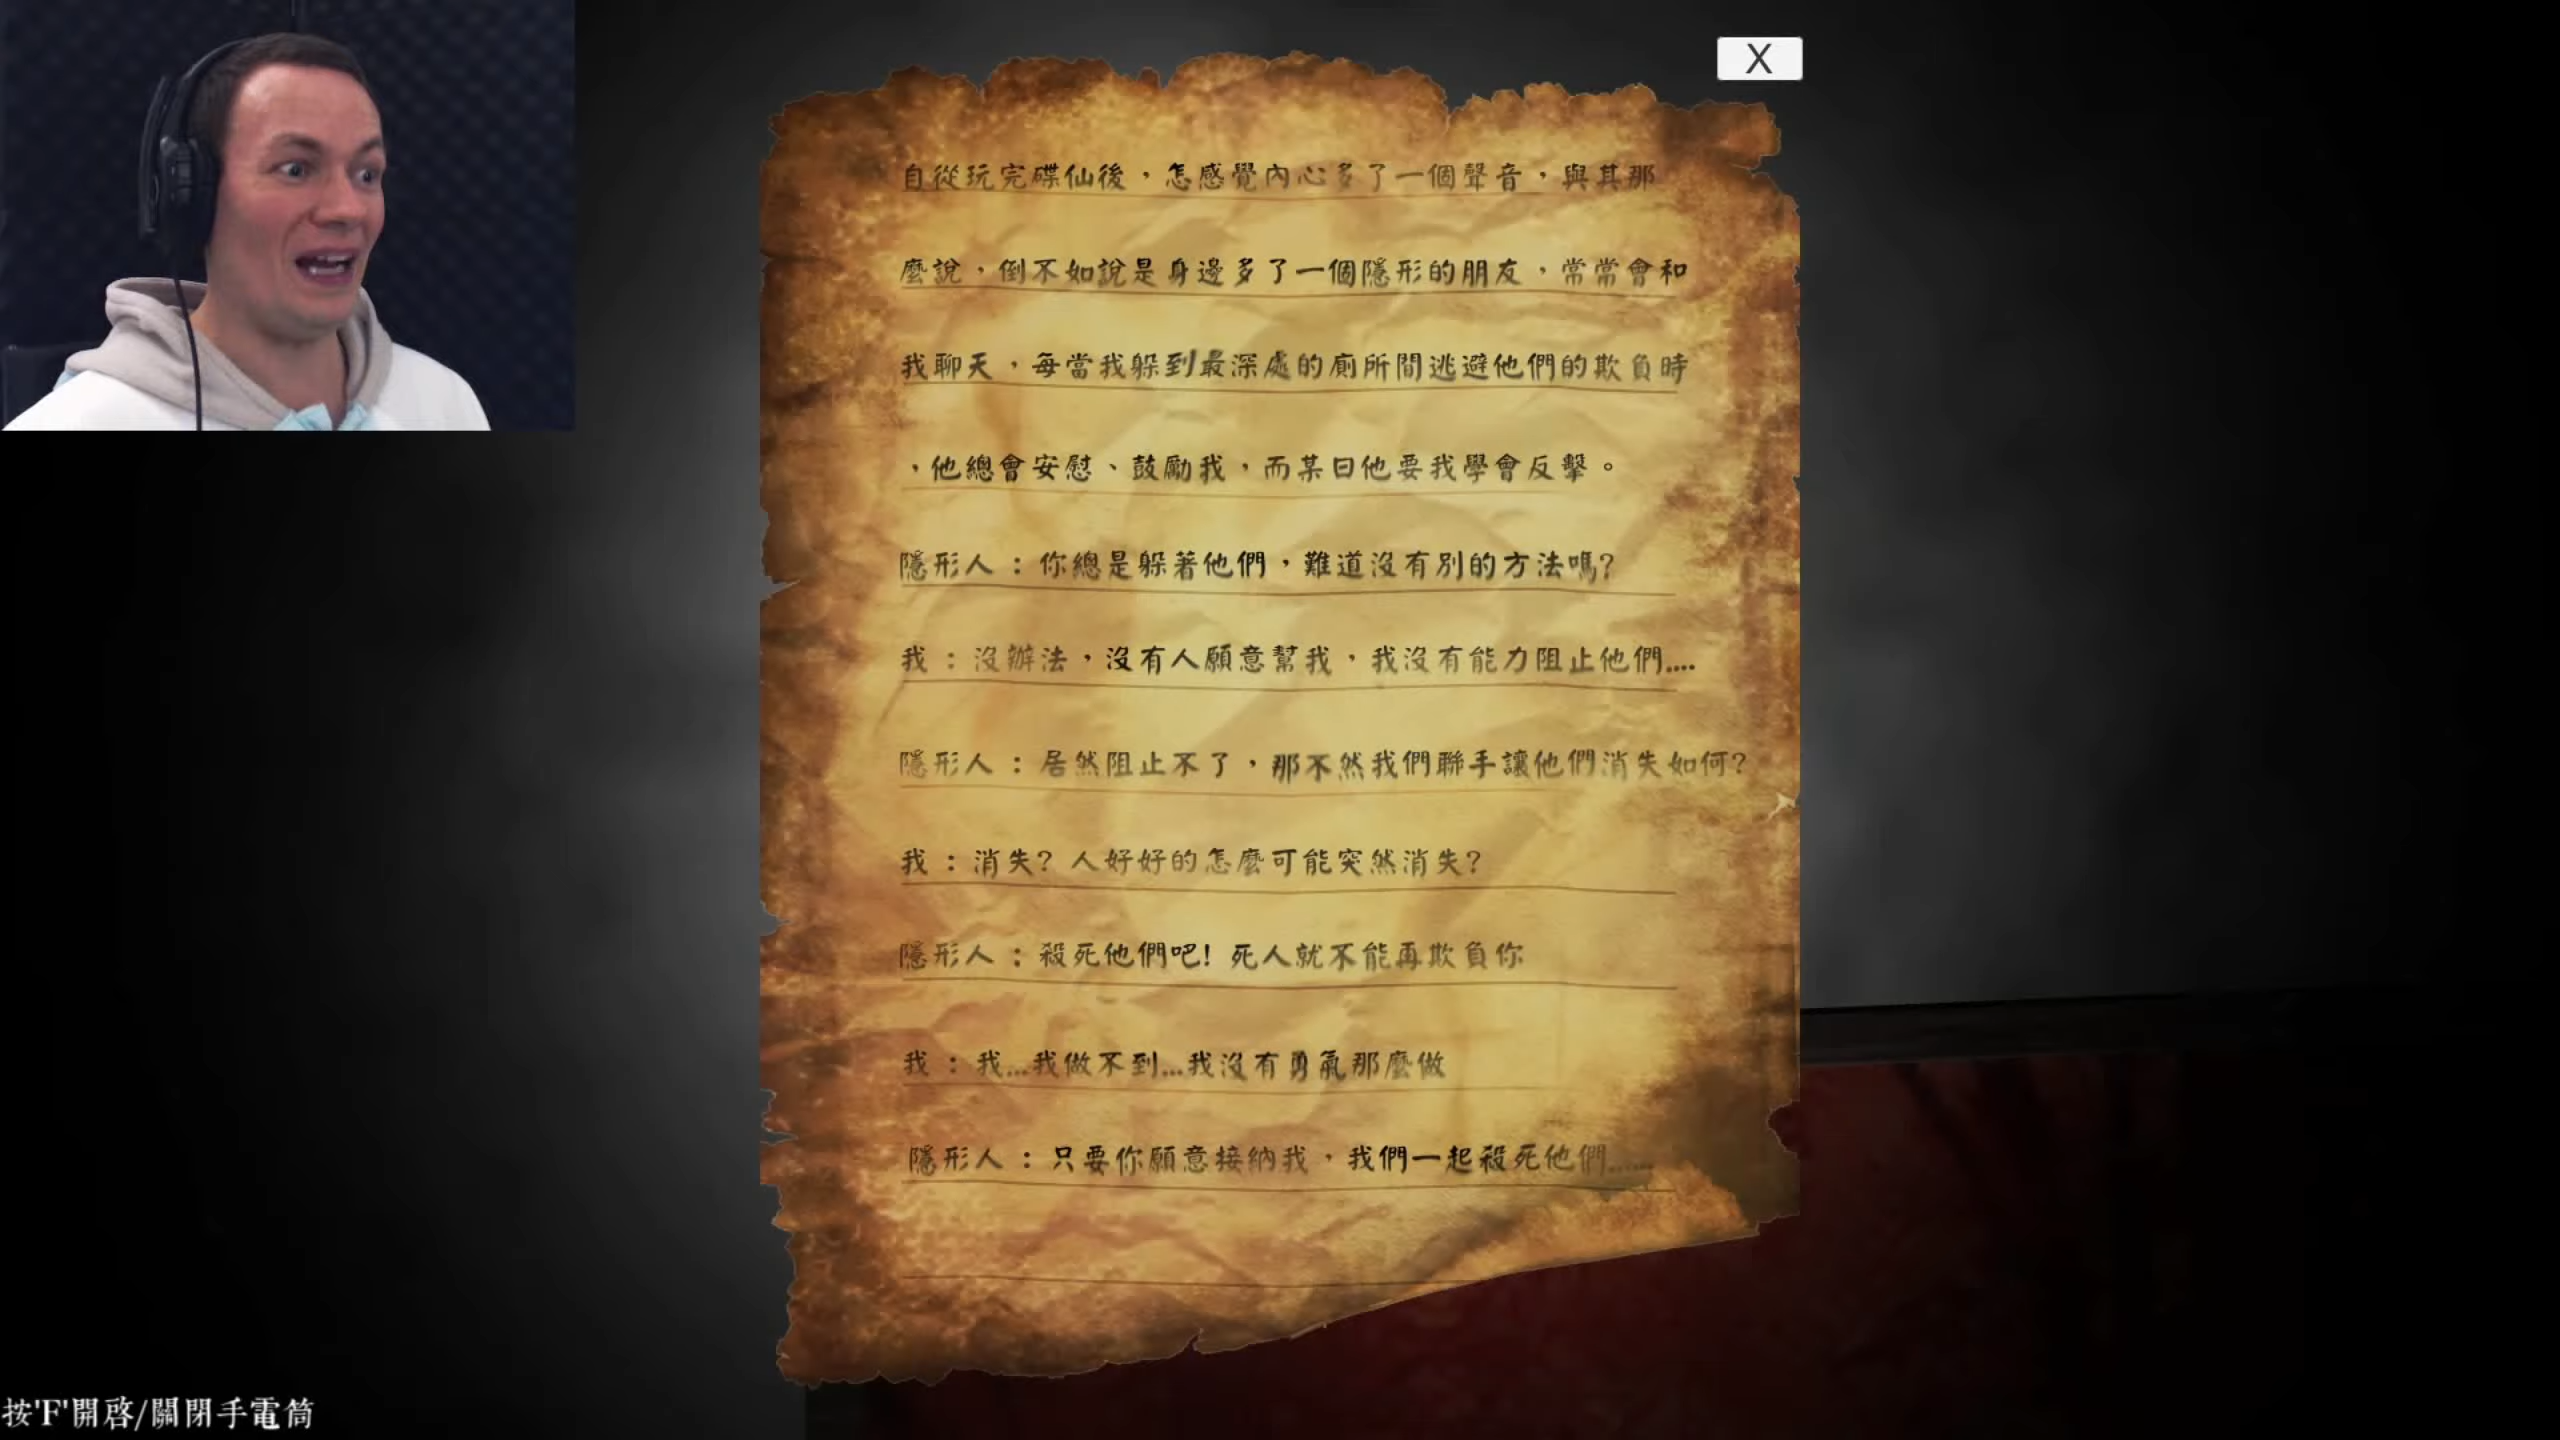 X
自從玩完碟仙後，怎感覺內心多了一個聲音，與其那
麼說，倒不如說是身邊多了一個隱形的朋友，常常會和
我聊天，每當我躲到最深處的廁所間逃避他們的欺負時
，他總會安慰、鼓勵我，而某日他要我學會反擊。
隱形人：你總是躲著他們，難道沒有別的方法嗎?
我：沒辦法，沒有人願意幫我，我沒有能力阻止他們....
隱形人：居然阻止不了，那不然我們聯手讓他們消失如何?
我：消失? 人好好的怎麼可能突然消失?
隱形人：殺死他們吧! 死人就不能再欺負你
我：我...我做不到...我沒有勇氣那麼做
隱形人：只要你願意接納我，我們一起殺死他們......
按'F'開啓/關閉手電筒